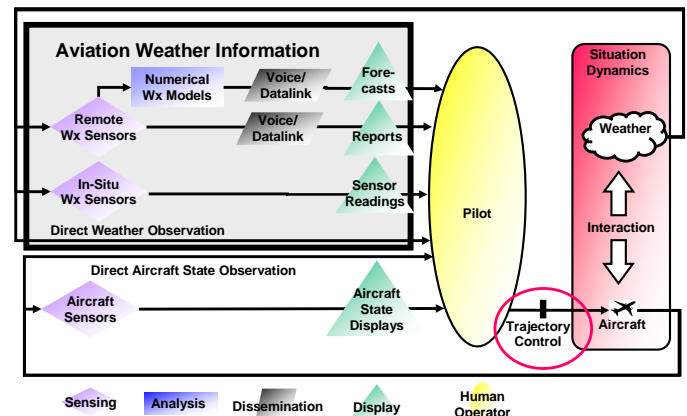 Aviation Weather Information
Situation
Dynamics
Numerical
Wx Models
Voice/
Datalink
Fore-
casts
Remote
Wx Sensors
Voice/
Datalink
Reports
Weather
In-Situ
Wx Sensors
Sensor
Readings
Pilot
Interaction
Direct Weather Observation
Direct Aircraft State Observation
Aircraft
Sensors
Aircraft
State
Displays
Trajectory
Control
Aircraft
Sensing
Analysis
Dissemination
Display
Human
Operator